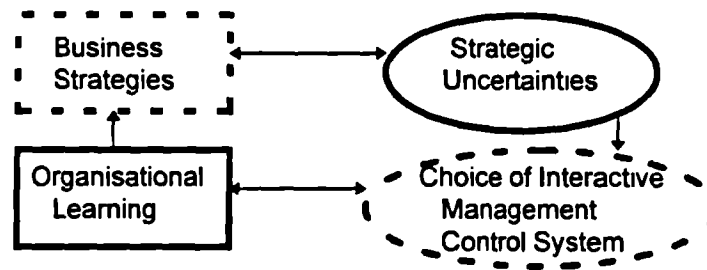 Business
Strategies
Strategic
Uncertainties
Organisational
Learning
Choice of Interactive
Management
Control System